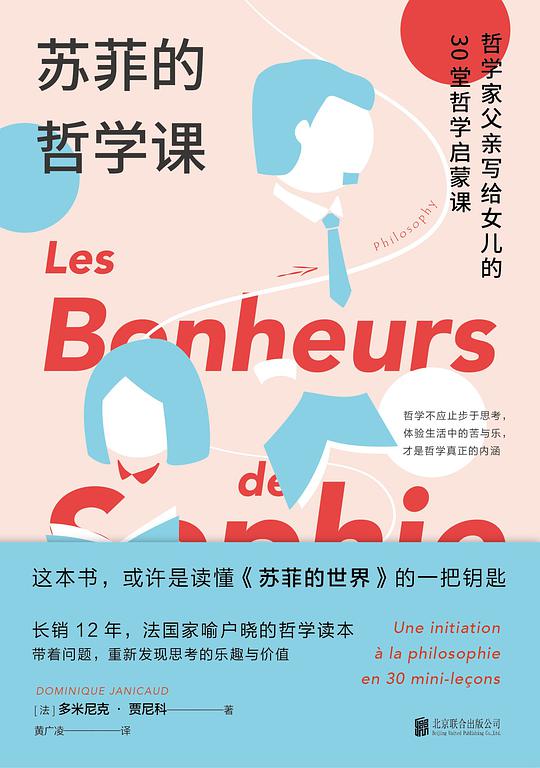 苏菲的
哲学课
哲学家父亲写给女儿的
30堂哲学启蒙课
Philosophy
Les
Bonheurs
de
Sophie
哲学不应止步于思考，
体验生活中的苦与乐，
才是哲学真正的内涵
这本书，或许是读懂《苏菲的世界》的一把钥匙
长销 12 年，法国家喻户晓的哲学读本
带着问题，重新发现思考的乐趣与价值
Une initiation
à la philosophie
en 30 mini-leçons
DOMINIQUE JANICAUD
[ 法 ] 多米尼克 · 贾尼科————著
黄广凌————译
北京联合出版公司
Beijing United Publishing Co.,Ltd.